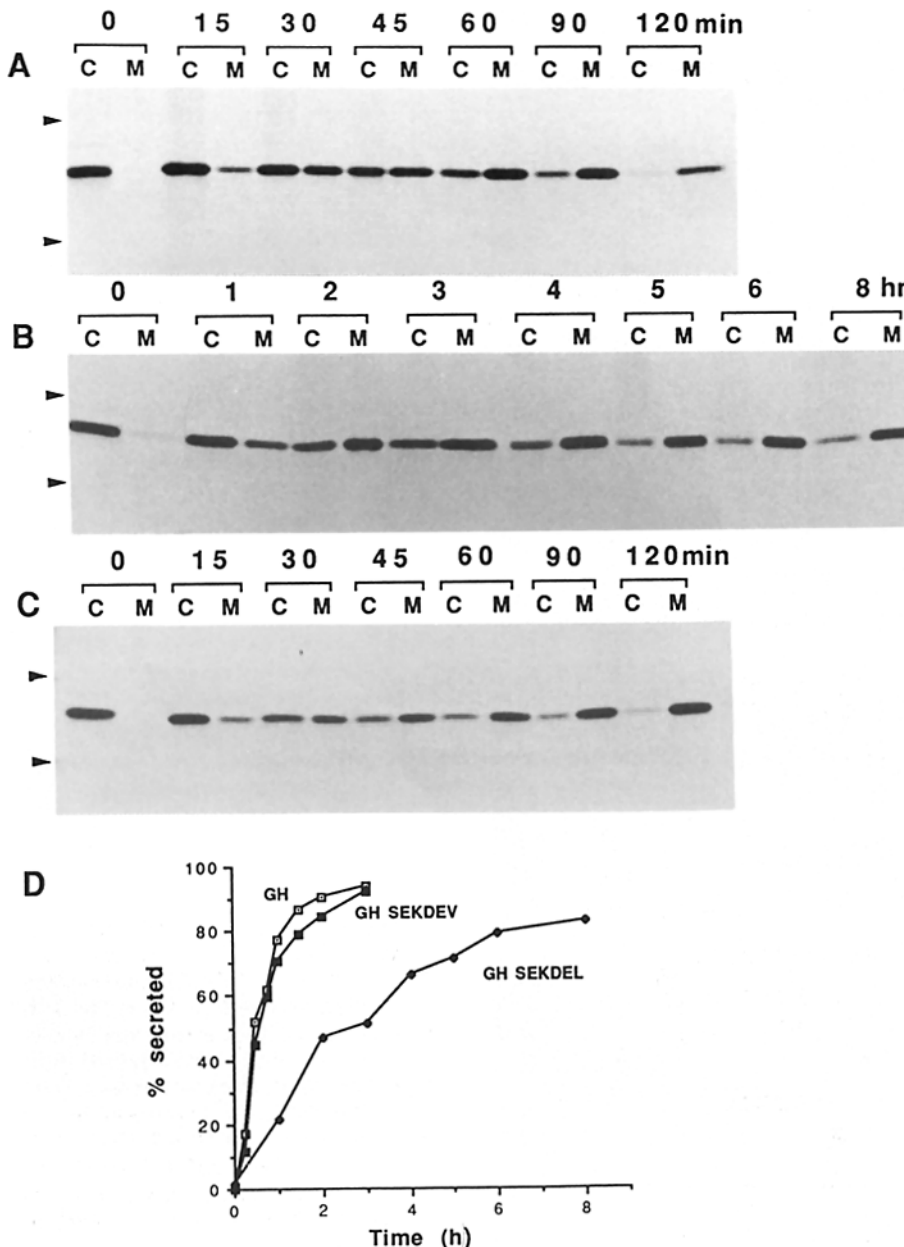 0 15 30 45 60 90 120 min
A C M C M C M C M C M C M C M
0 1 2 3 4 5 6 8 hr
B C M C M C M C M C M C M C M C M
0 15 30 45 60 90 120min
C C M C M C M C M C M C M C M
D
100
80
60
40
20
0
% secreted
GH
GH SEKDEV
GH SEKDEL
0 2 4 6 8
Time (h)